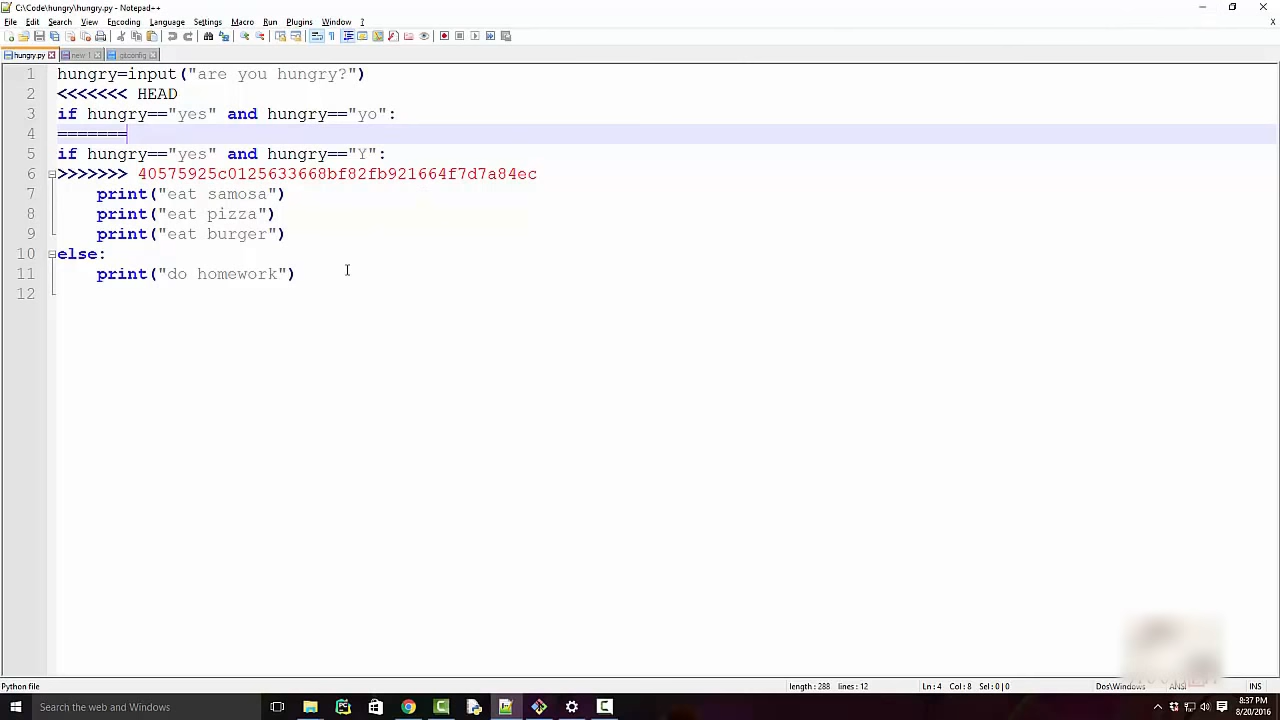 C:\Code\hungry\hungry.py - Notepad++
File Edit Search View Encoding Language Settings Macro Run Plugins Window ?
X
hungry.py new 1 .gitconfig
1 hungry=input("are you hungry?")
2 <<<<<<< HEAD
3 if hungry=="yes" and hungry=="yo":
4 =======
5 if hungry=="yes" and hungry=="Y":
6 >>>>>>> 40575925c0125633668bf82fb921664f7d7a84ec
7 print("eat samosa")
8 print("eat pizza")
9 print("eat burger")
10 else:
11 print("do homework")
12
Python file length : 288 lines : 12 Ln : 4 Col : 8 Sel : 0 | 0 Dos\Windows ANSI INS
Search the web and Windows
8:37 PM
8/20/2016